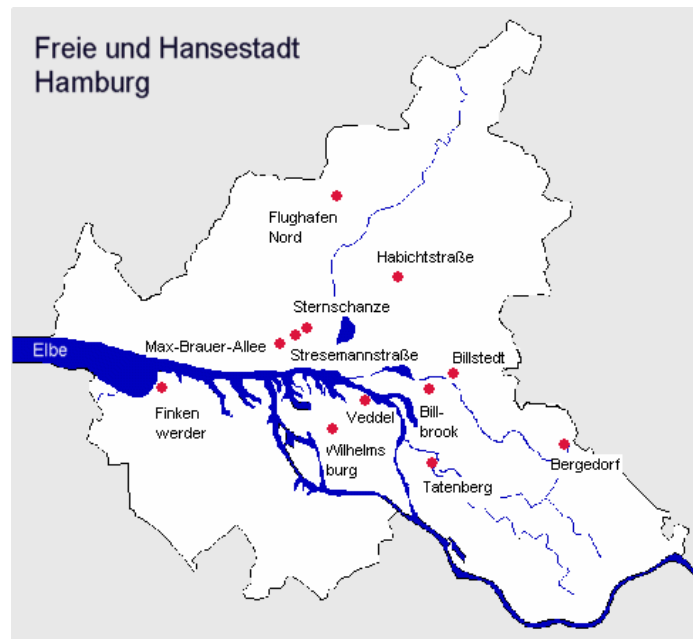 Freie und Hansestadt
Hamburg
Flughafen
Nord
Habichtstraße
Sternschanze
Max-Brauer-Allee
Stresemannstraße
Elbe
Billstedt
Finken
werder
Veddel
Bill-
brook
Wilhelms
burg
Tatenberg
Bergedorf